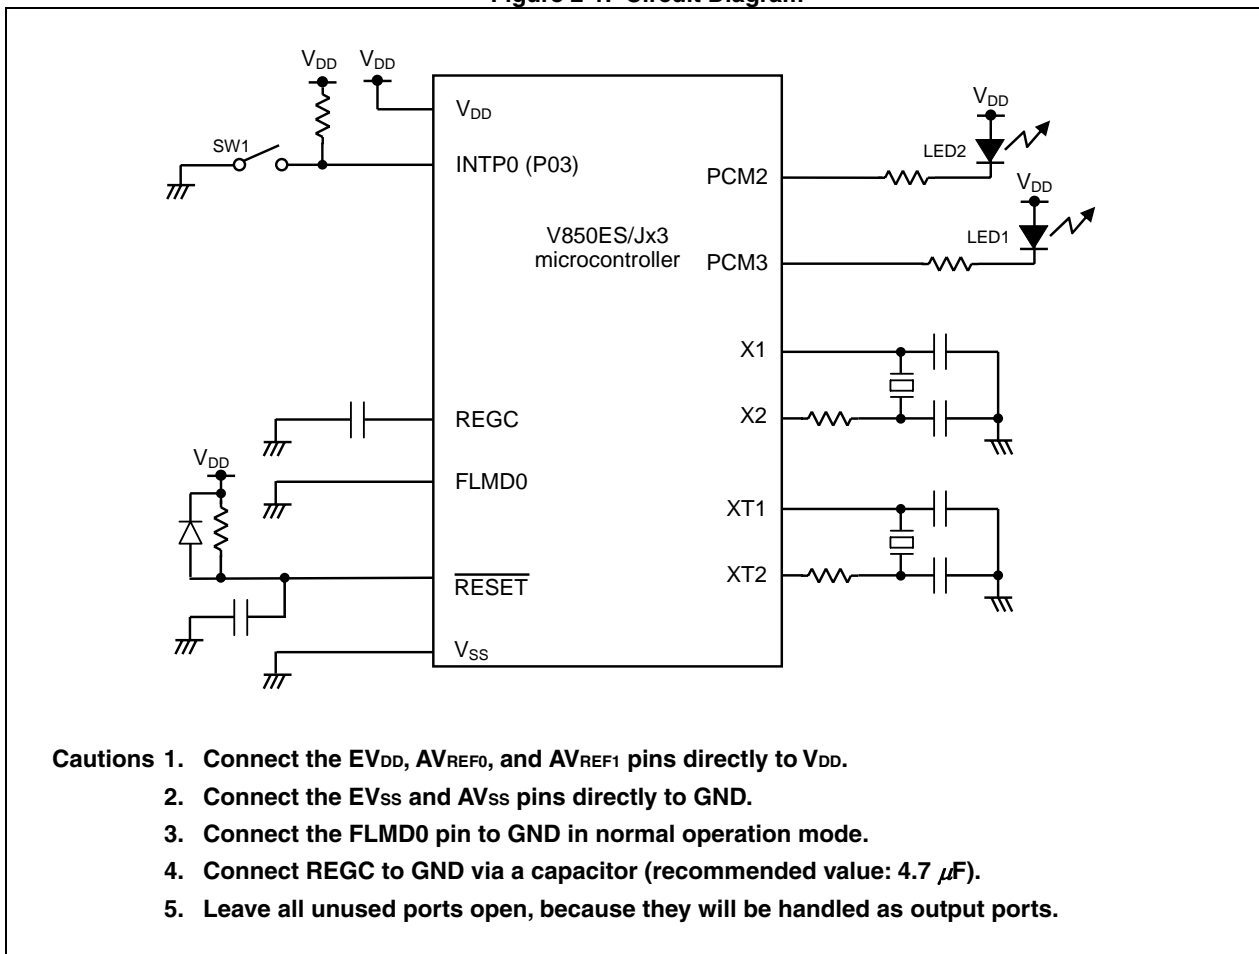 Figure 2-1. Circuit Diagram
VDD VDD
VDD
SW1
INTP0 (P03)
VDD
LED2
PCM2
VDD
LED1
V850ES/Jx3
microcontroller
PCM3
X1
REGC
X2
VDD
FLMD0
XT1
RESET
XT2
VSS
Cautions 1. Connect the EVDD, AVREF0, and AVREF1 pins directly to VDD.
2. Connect the EVSS and AVSS pins directly to GND.
3. Connect the FLMD0 pin to GND in normal operation mode.
4. Connect REGC to GND via a capacitor (recommended value: 4.7 μF).
5. Leave all unused ports open, because they will be handled as output ports.